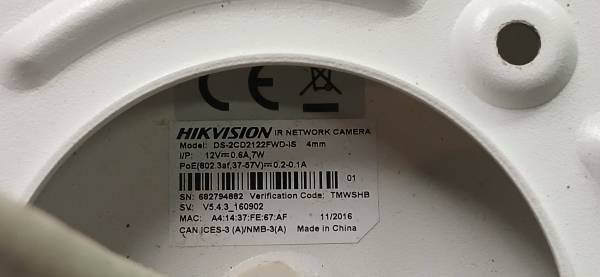 CE
HIKVISION IR NETWORK CAMERA
Model: DS-2CD2122FWD-IS 4mm
I/P: 12V⎓0.6A,7W
PoE(802.3af,37-57V)⎓0.2-0.1A
01
SN: 682794882 Verification Code: TMWSHB
SV: V5.4.3_160902
MAC: A4:14:37:FE:67:AF 11/2016
CAN ICES-3 (A)/NMB-3(A) Made in China